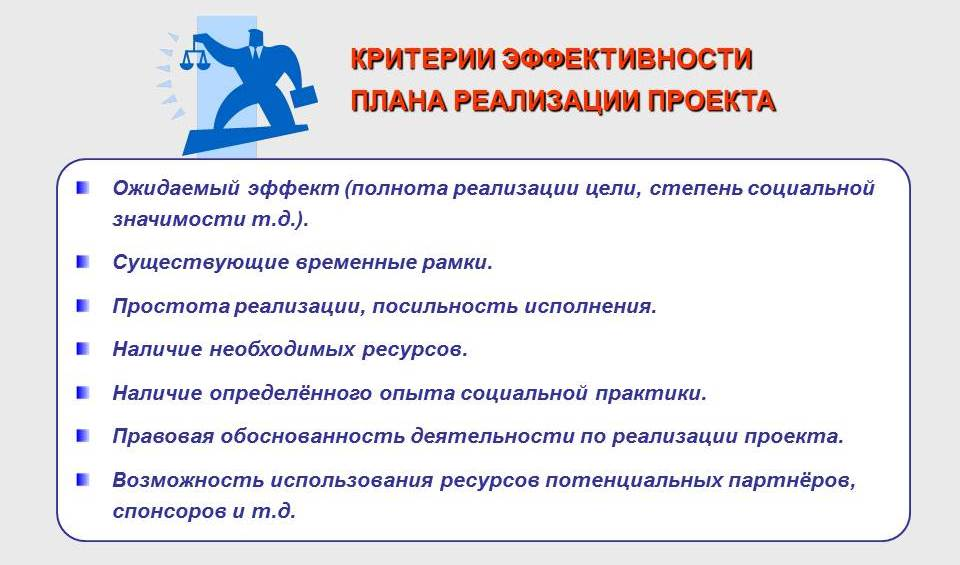 КРИТЕРИИ ЭФФЕКТИВНОСТИ
ПЛАНА РЕАЛИЗАЦИИ ПРОЕКТА
Ожидаемый эффект (полнота реализации цели, степень социальной
значимости т.д.).
Существующие временные рамки.
Простота реализации, посильность исполнения.
Наличие необходимых ресурсов.
Наличие определённого опыта социальной практики.
Правовая обоснованность деятельности по реализации проекта.
Возможность использования ресурсов потенциальных партнёров,
спонсоров и т.д.